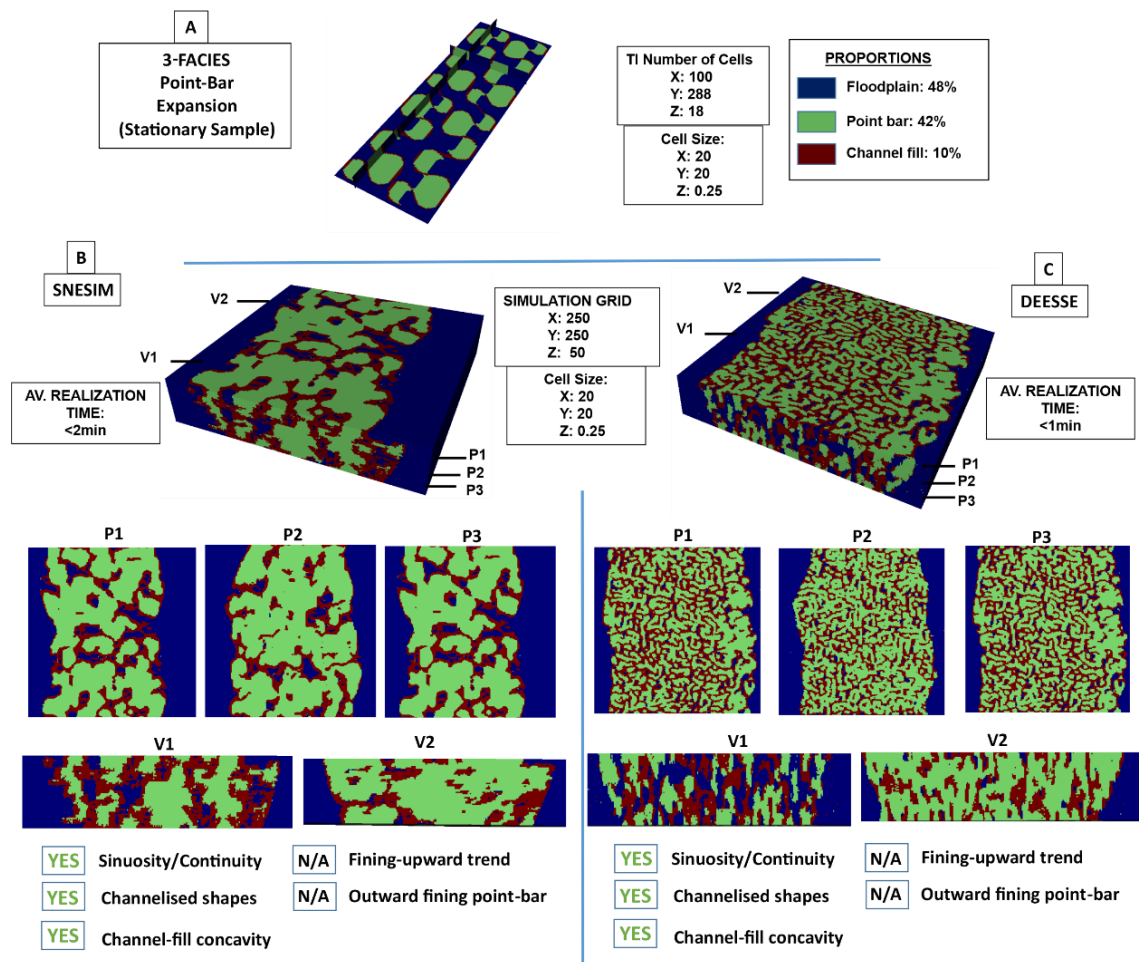 A
3-FACIES
Point-Bar
Expansion
(Stationary Sample)
TI Number of Cells
X: 100
Y: 288
Z: 18
Cell Size:
X: 20
Y: 20
Z: 0.25
PROPORTIONS
Floodplain: 48%
Point bar: 42%
Channel fill: 10%
B
SNESIM
V2
V1
AV. REALIZATION
TIME:
<2min
P1
P2
P3
SIMULATION GRID
X: 250
Y: 250
Z: 50
Cell Size:
X: 20
Y: 20
Z: 0.25
C
DEESSE
V2
V1
AV. REALIZATION
TIME:
<1min
P1
P2
P3
P1
P2
P3
V1
V2
YES Sinuosity/Continuity
N/A Fining-upward trend
YES Channelised shapes
N/A Outward fining point-bar
YES Channel-fill concavity
P1
P2
P3
V1
V2
YES Sinuosity/Continuity
N/A Fining-upward trend
YES Channelised shapes
N/A Outward fining point-bar
YES Channel-fill concavity